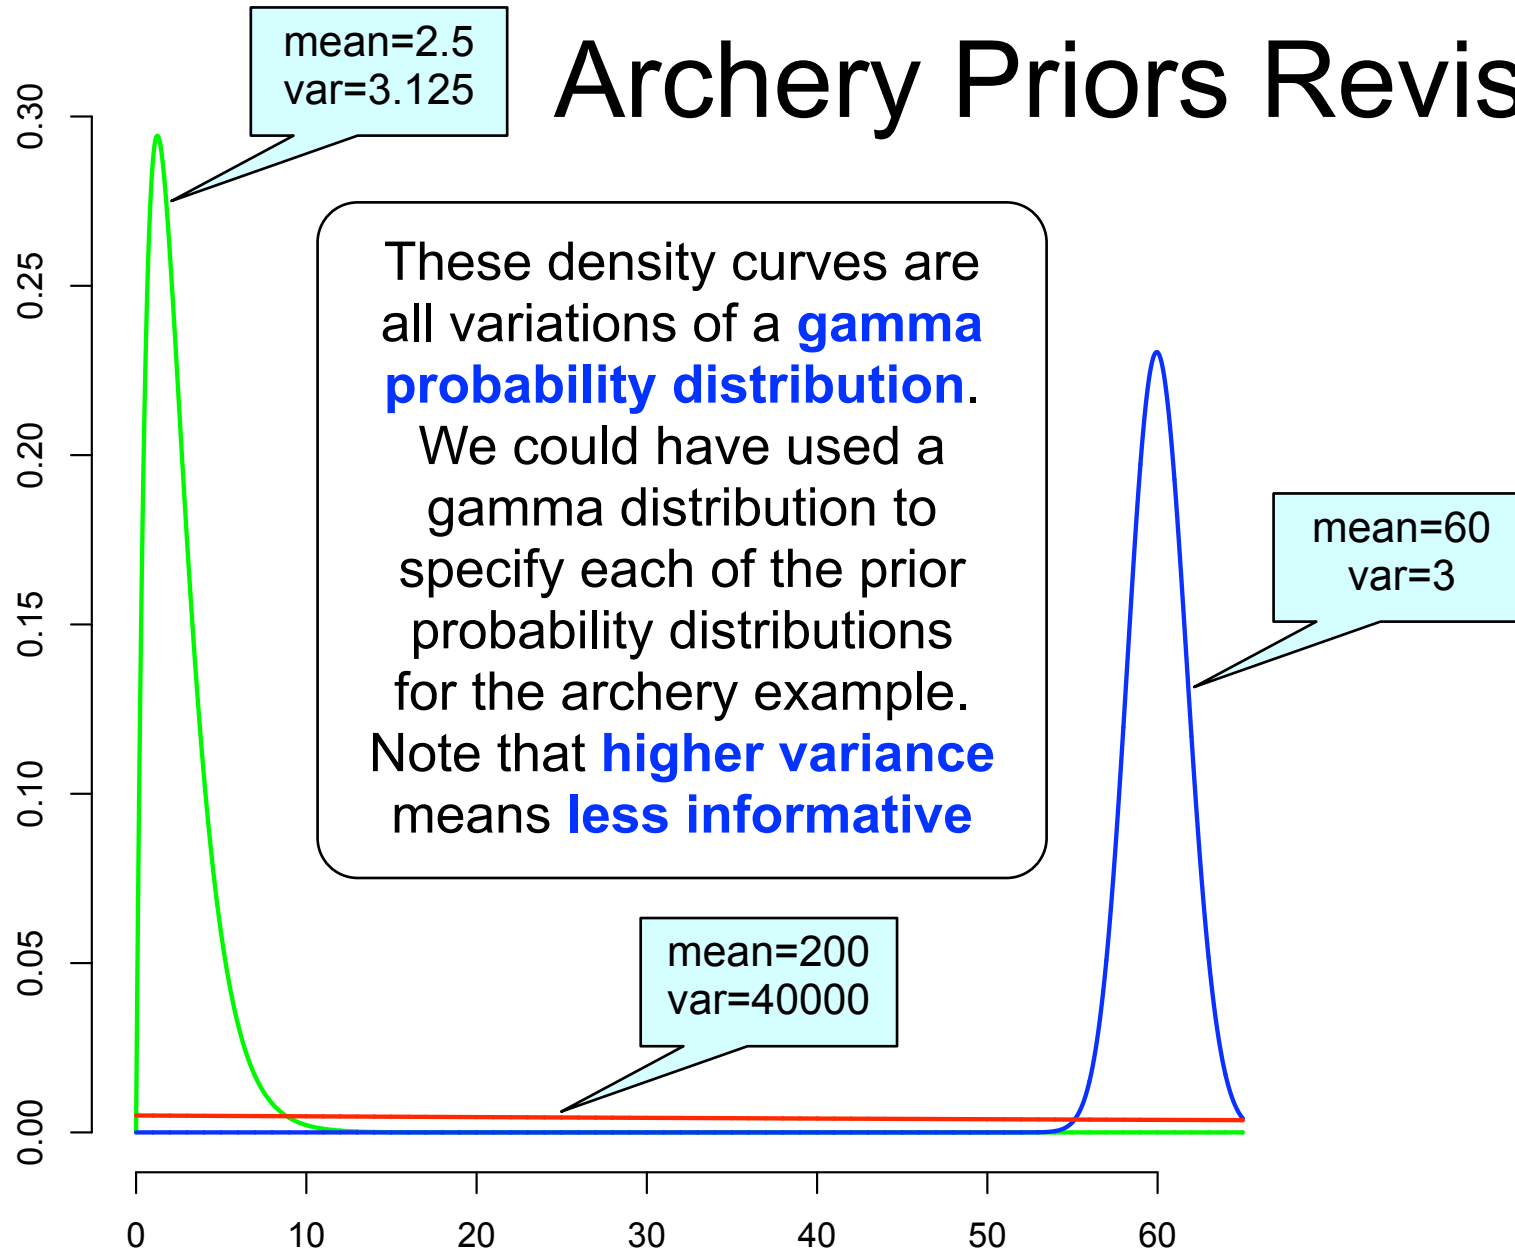 Archery Priors Revis
mean=2.5
var=3.125
These density curves are
all variations of a gamma
probability distribution.
We could have used a
gamma distribution to
specify each of the prior
probability distributions
for the archery example.
Note that higher variance
means less informative
mean=60
var=3
mean=200
var=40000
0.30
0.25
0.20
0.15
0.10
0.05
0.00
0 10 20 30 40 50 60